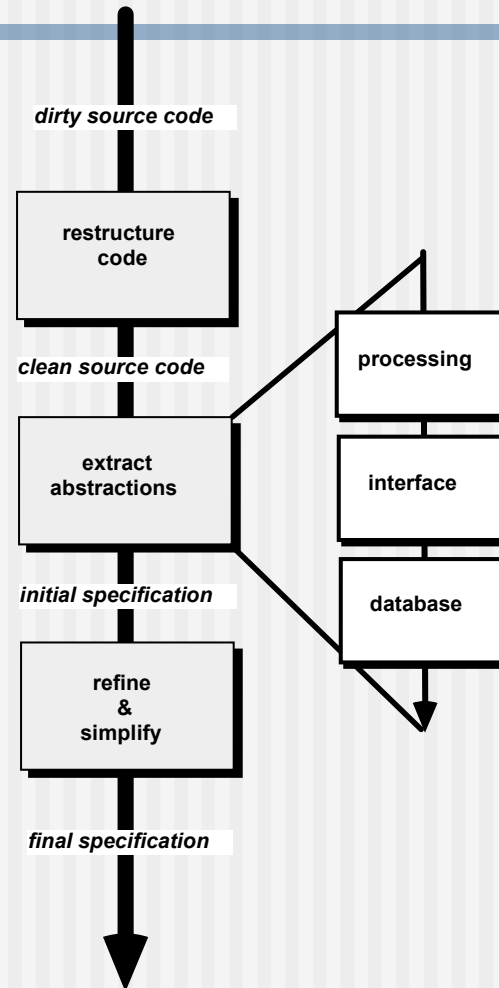 dirty source code
restructure
code
clean source code
extract
abstractions
initial specification
refine
&
simplify
final specification
processing
interface
database